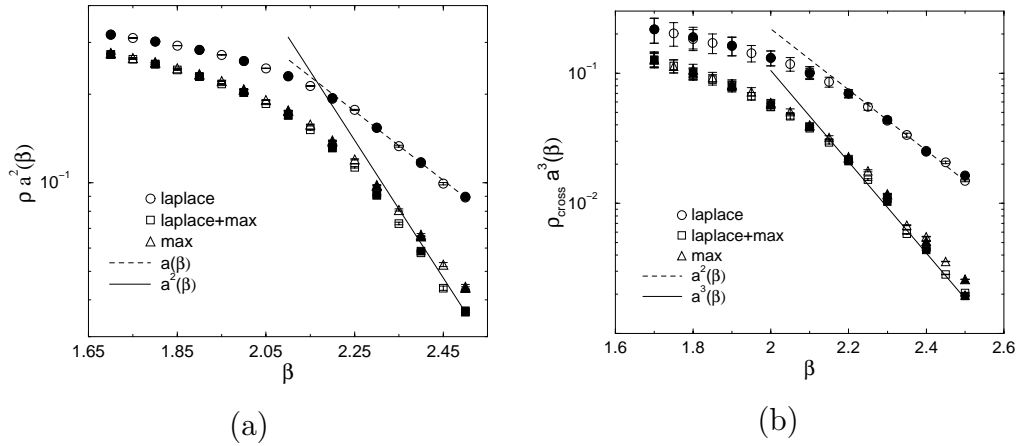 (a)
ρ a²(β)
10⁻¹
laplace
laplace+max
max
a(β)
a²(β)
1.65 1.85 2.05 2.25 2.45
β
(a)
(b)
ρcross a³(β)
10⁻¹
10⁻²
laplace
laplace+max
max
a²(β)
a³(β)
1.6 1.8 2 2.2 2.4 2.6
β
(b)